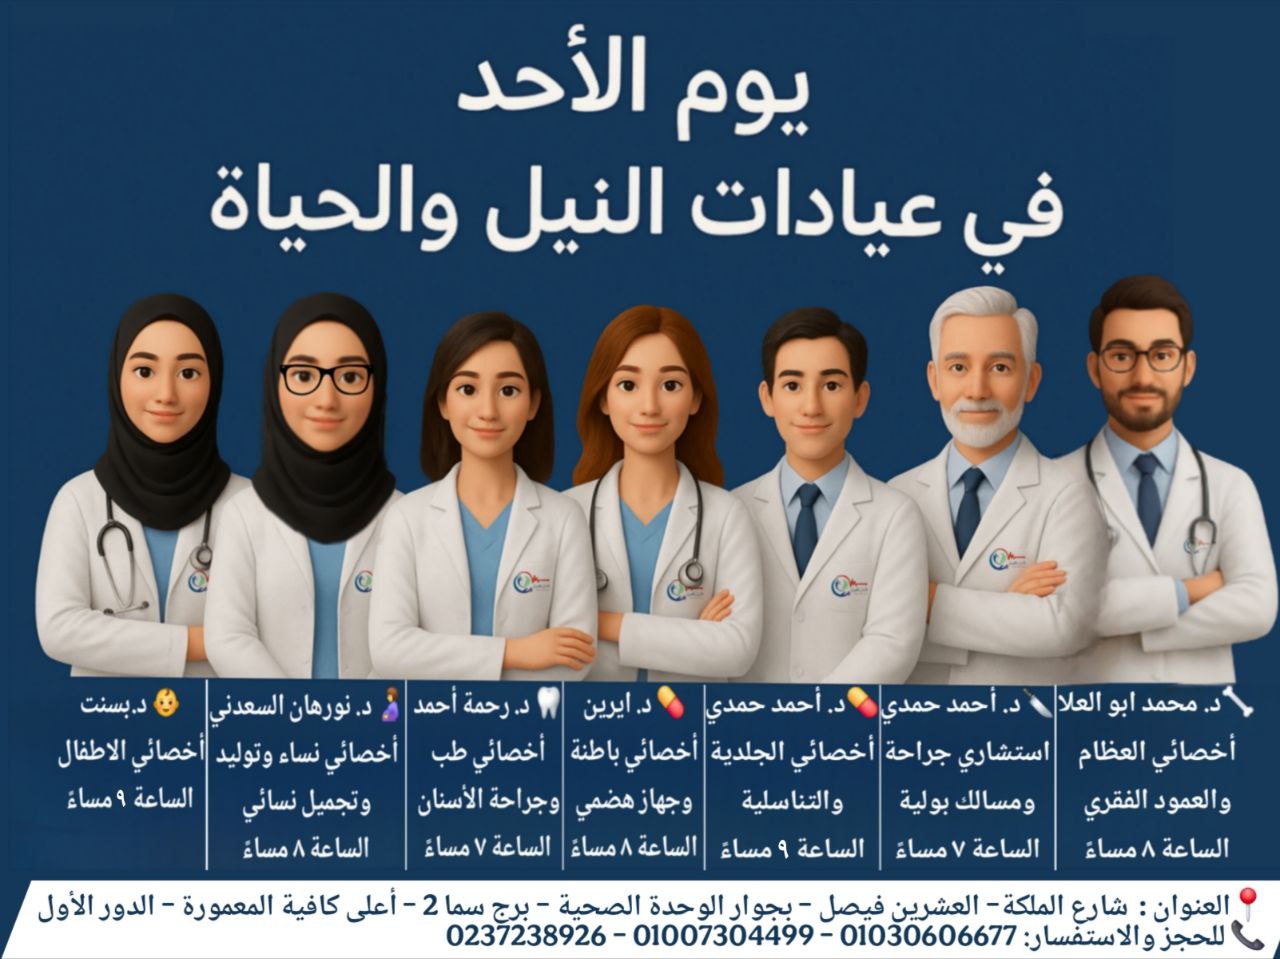 يوم الأحد
في عيادات النيل والحياة
د. محمد ابو العلا
أخصائي العظام
والعمود الفقري
الساعة ٨ مساءً
د. أحمد حمدي
استشاري جراحة
ومسالك بولية
الساعة ٧ مساءً
د. أحمد حمدي
أخصائي الجلدية
والتناسلية
الساعة ٩ مساءً
د. ايرين
أخصائي باطنة
وجهاز هضمي
الساعة ٨ مساءً
د. رحمة أحمد
أخصائي طب
وجراحة الأسنان
الساعة ٧ مساءً
د. نورهان السعدني
أخصائي نساء وتوليد
وتجميل نسائي
الساعة ٨ مساءً
د.بسنت
أخصائي الاطفال
الساعة ٩ مساءً
العنوان : شارع الملكة - العشرين فيصل - بجوار الوحدة الصحية - برج سما 2 - أعلى كافية المعمورة - الدور الأول
للحجز والاستفسار: 01030606677 - 01007304499 - 0237238926